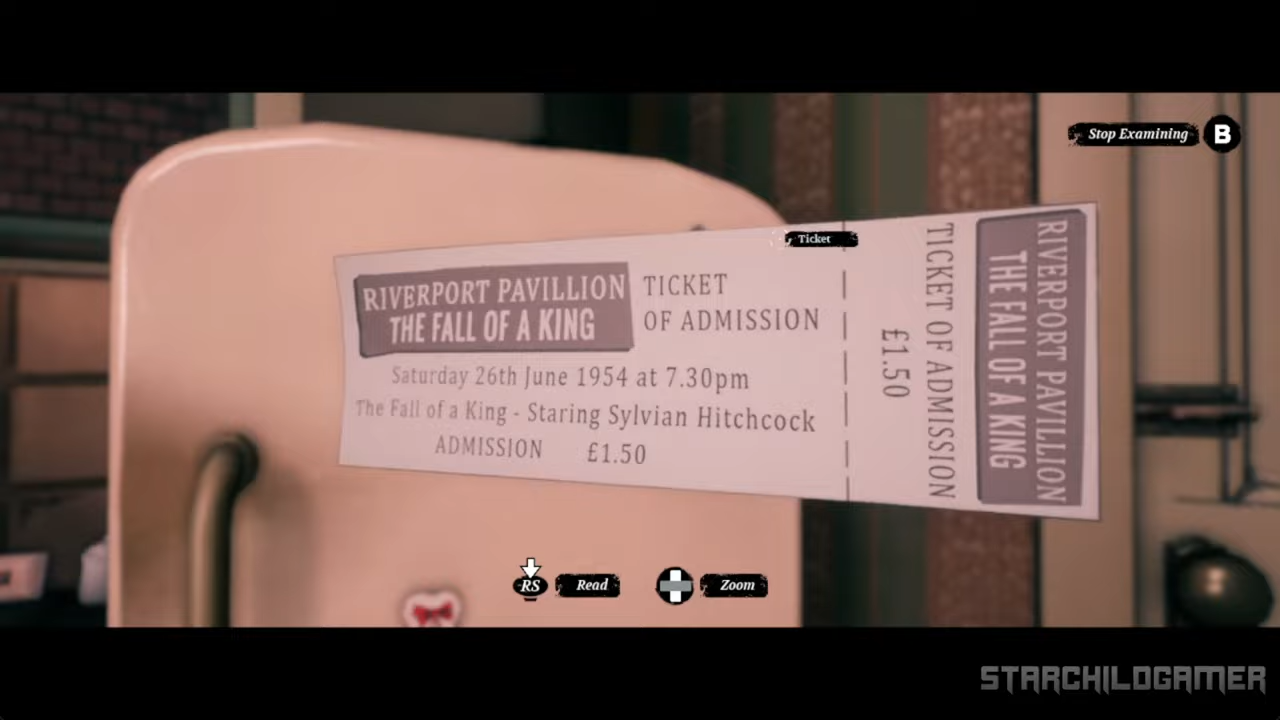 Stop Examining B
Ticket
RIVERPORT PAVILLION
THE FALL OF A KING
TICKET
OF ADMISSION
Saturday 26th June 1954 at 7.30pm
The Fall of a King - Staring Sylvian Hitchcock
ADMISSION £1.50
£1.50
TICKET OF ADMISSION
THE FALL OF A KING
RIVERPORT PAVILLION
RS Read Zoom
STARCHILDGAMER